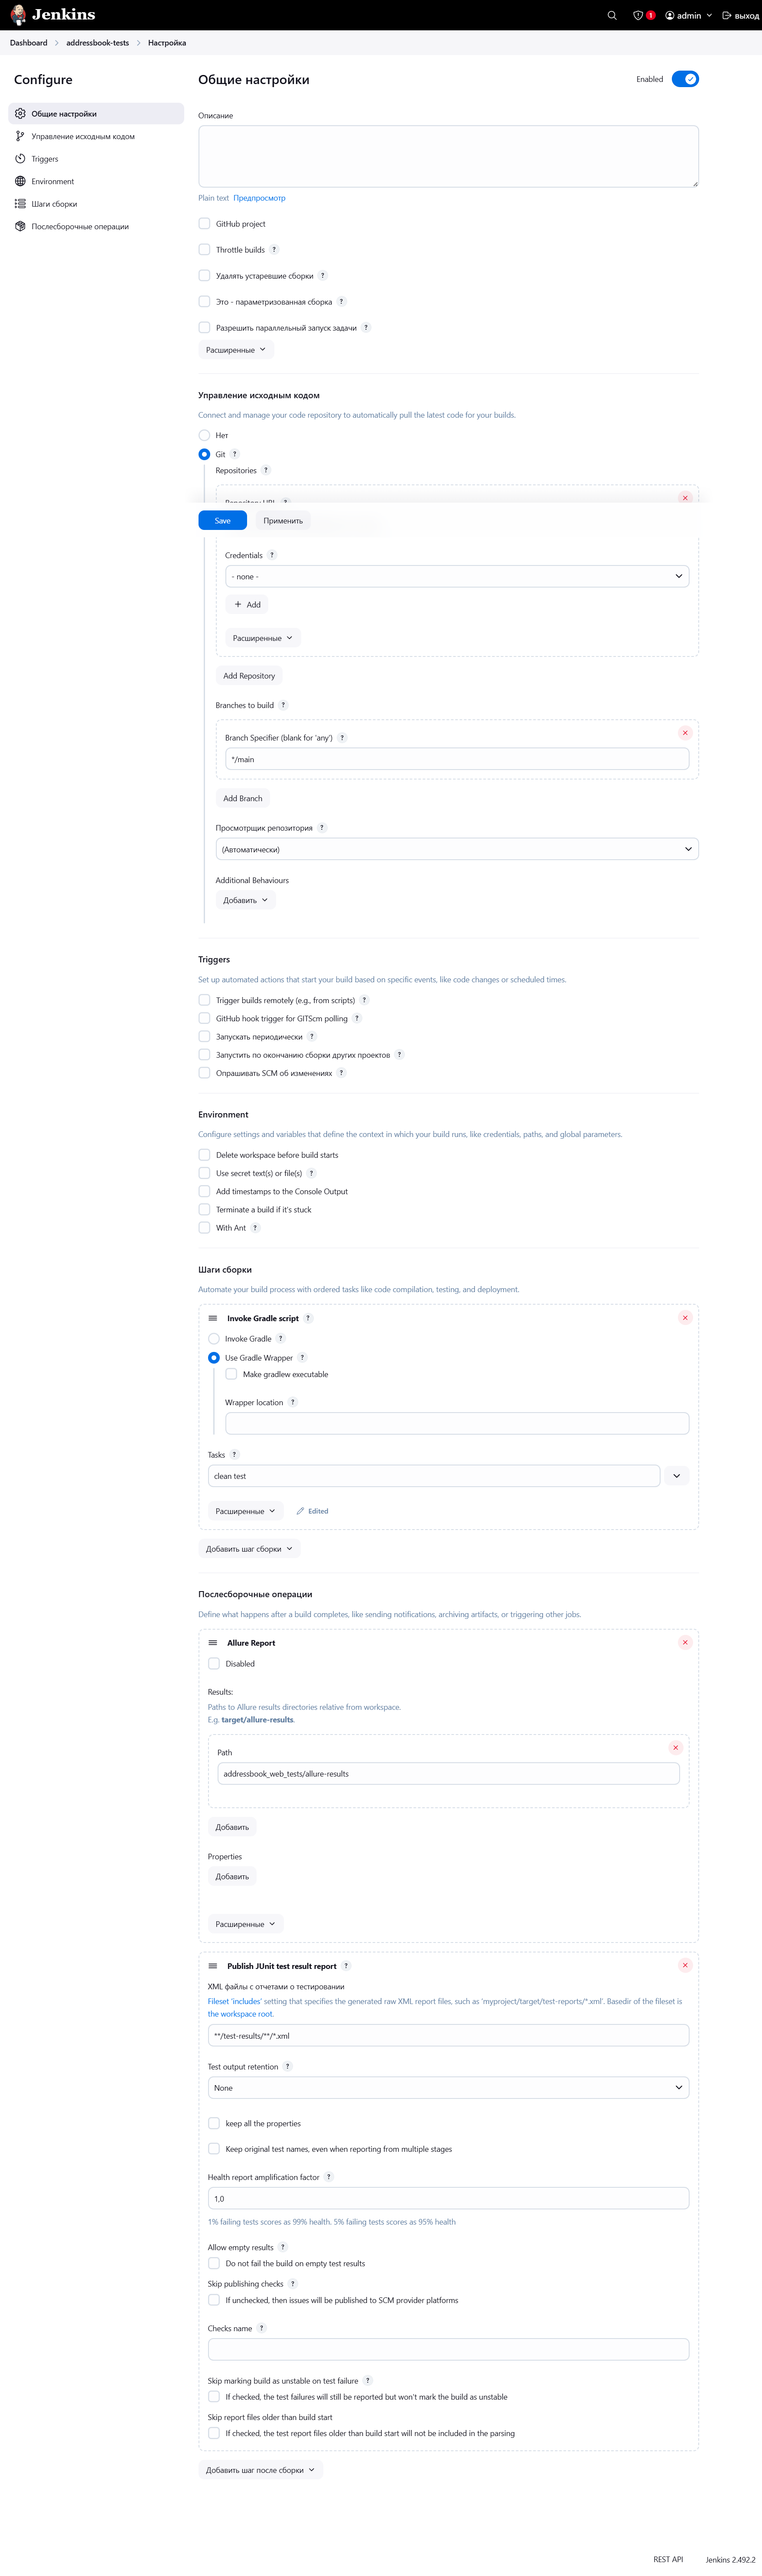 Jenkins
1
admin
выход
Dashboard
addressbook-tests
Настройка
Configure
Общие настройки
Управление исходным кодом
Triggers
Environment
Шаги сборки
Послесборочные операции
Общие настройки
Enabled
Описание
Plain text Предпросмотр
GitHub project
Throttle builds ?
Удалять устаревшие сборки ?
Это - параметризованная сборка ?
Разрешить параллельный запуск задачи ?
Расширенные
Управление исходным кодом
Connect and manage your code repository to automatically pull the latest code for your builds.
Нет
Git ?
Repositories ?
Save
Применить
Credentials ?
- none -
+ Add
Расширенные
Add Repository
Branches to build ?
Branch Specifier (blank for 'any') ?
*/main
Add Branch
Просмотрщик репозитория ?
(Автоматически)
Additional Behaviours
Добавить
Triggers
Set up automated actions that start your build based on specific events, like code changes or scheduled times.
Trigger builds remotely (e.g., from scripts) ?
GitHub hook trigger for GITScm polling ?
Запускать периодически ?
Запустить по окончанию сборки других проектов ?
Опрашивать SCM об изменениях ?
Environment
Configure settings and variables that define the context in which your build runs, like credentials, paths, and global parameters.
Delete workspace before build starts
Use secret text(s) or file(s) ?
Add timestamps to the Console Output
Terminate a build if it's stuck
With Ant ?
Шаги сборки
Automate your build process with ordered tasks like code compilation, testing, and deployment.
Invoke Gradle script ?
Invoke Gradle ?
Use Gradle Wrapper ?
Make gradlew executable
Wrapper location ?
Tasks ?
clean test
Расширенные
Edited
Добавить шаг сборки
Послесборочные операции
Define what happens after a build completes, like sending notifications, archiving artifacts, or triggering other jobs.
Allure Report
Disabled
Results:
Paths to Allure results directories relative from workspace.
E.g. target/allure-results.
Path
addressbook_web_tests/allure-results
Добавить
Properties
Добавить
Расширенные
Publish JUnit test result report ?
XML файлы с отчетами о тестировании
Fileset 'includes' setting that specifies the generated raw XML report files, such as 'myproject/target/test-reports/*.xml'. Basedir of the fileset is
the workspace root.
**/test-results/**/*.xml
Test output retention ?
None
keep all the properties
Keep original test names, even when reporting from multiple stages
Health report amplification factor ?
1,0
1% failing tests scores as 99% health. 5% failing tests scores as 95% health
Allow empty results ?
Do not fail the build on empty test results
Skip publishing checks ?
If unchecked, then issues will be published to SCM provider platforms
Checks name ?
Skip marking build as unstable on test failure ?
If checked, the test failures will still be reported but won't mark the build as unstable
Skip report files older than build start
If checked, the test report files older than build start will not be included in the parsing
Добавить шаг после сборки
REST API
Jenkins 2.492.2